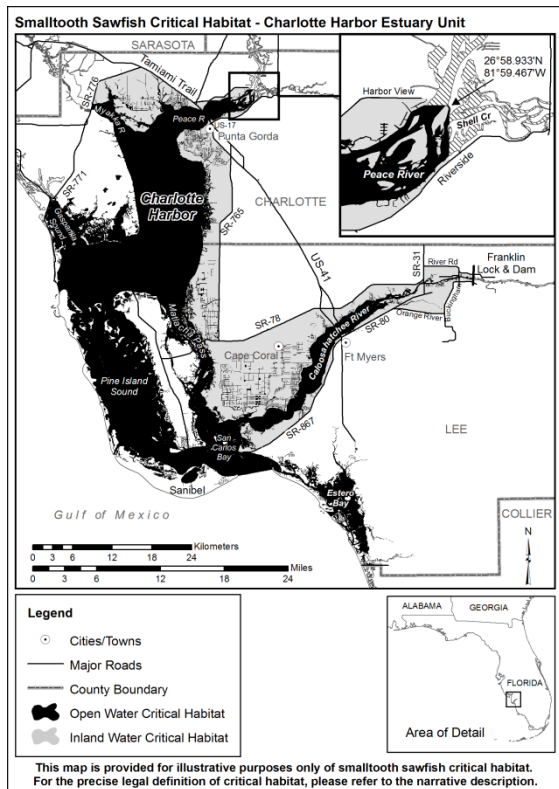 Smalltooth Sawfish Critical Habitat - Charlotte Harbor Estuary Unit
SARASOTA
Tamiami Trail
SR-776
Myakka R
Peace R
US-17
Punta Gorda
SR-771
Gasparilla
Sound
Charlotte
Harbor
CHARLOTTE
SR-765
26°58.933'N
81°59.467'W
Harbor View
Shell Cr
Peace River
Riverside
US-41
SR-31
River Rd
Franklin
Lock & Dam
Buckingham
Orange River
SR-78
SR-80
Matlacha Pass
Cape Coral
Caloosahatchee River
Ft Myers
Pine Island
Sound
SR-867
San
Carlos
Bay
LEE
Sanibel
Estero
Bay
Gulf of Mexico
COLLIER
N
Kilometers
0 3 6 12 18 24
Miles
0 3 6 12 18 24
Legend
Cities/Towns
Major Roads
County Boundary
Open Water Critical Habitat
Inland Water Critical Habitat
ALABAMA
GEORGIA
FLORIDA
Area of Detail
This map is provided for illustrative purposes only of smalltooth sawfish critical habitat.
For the precise legal definition of critical habitat, please refer to the narrative description.